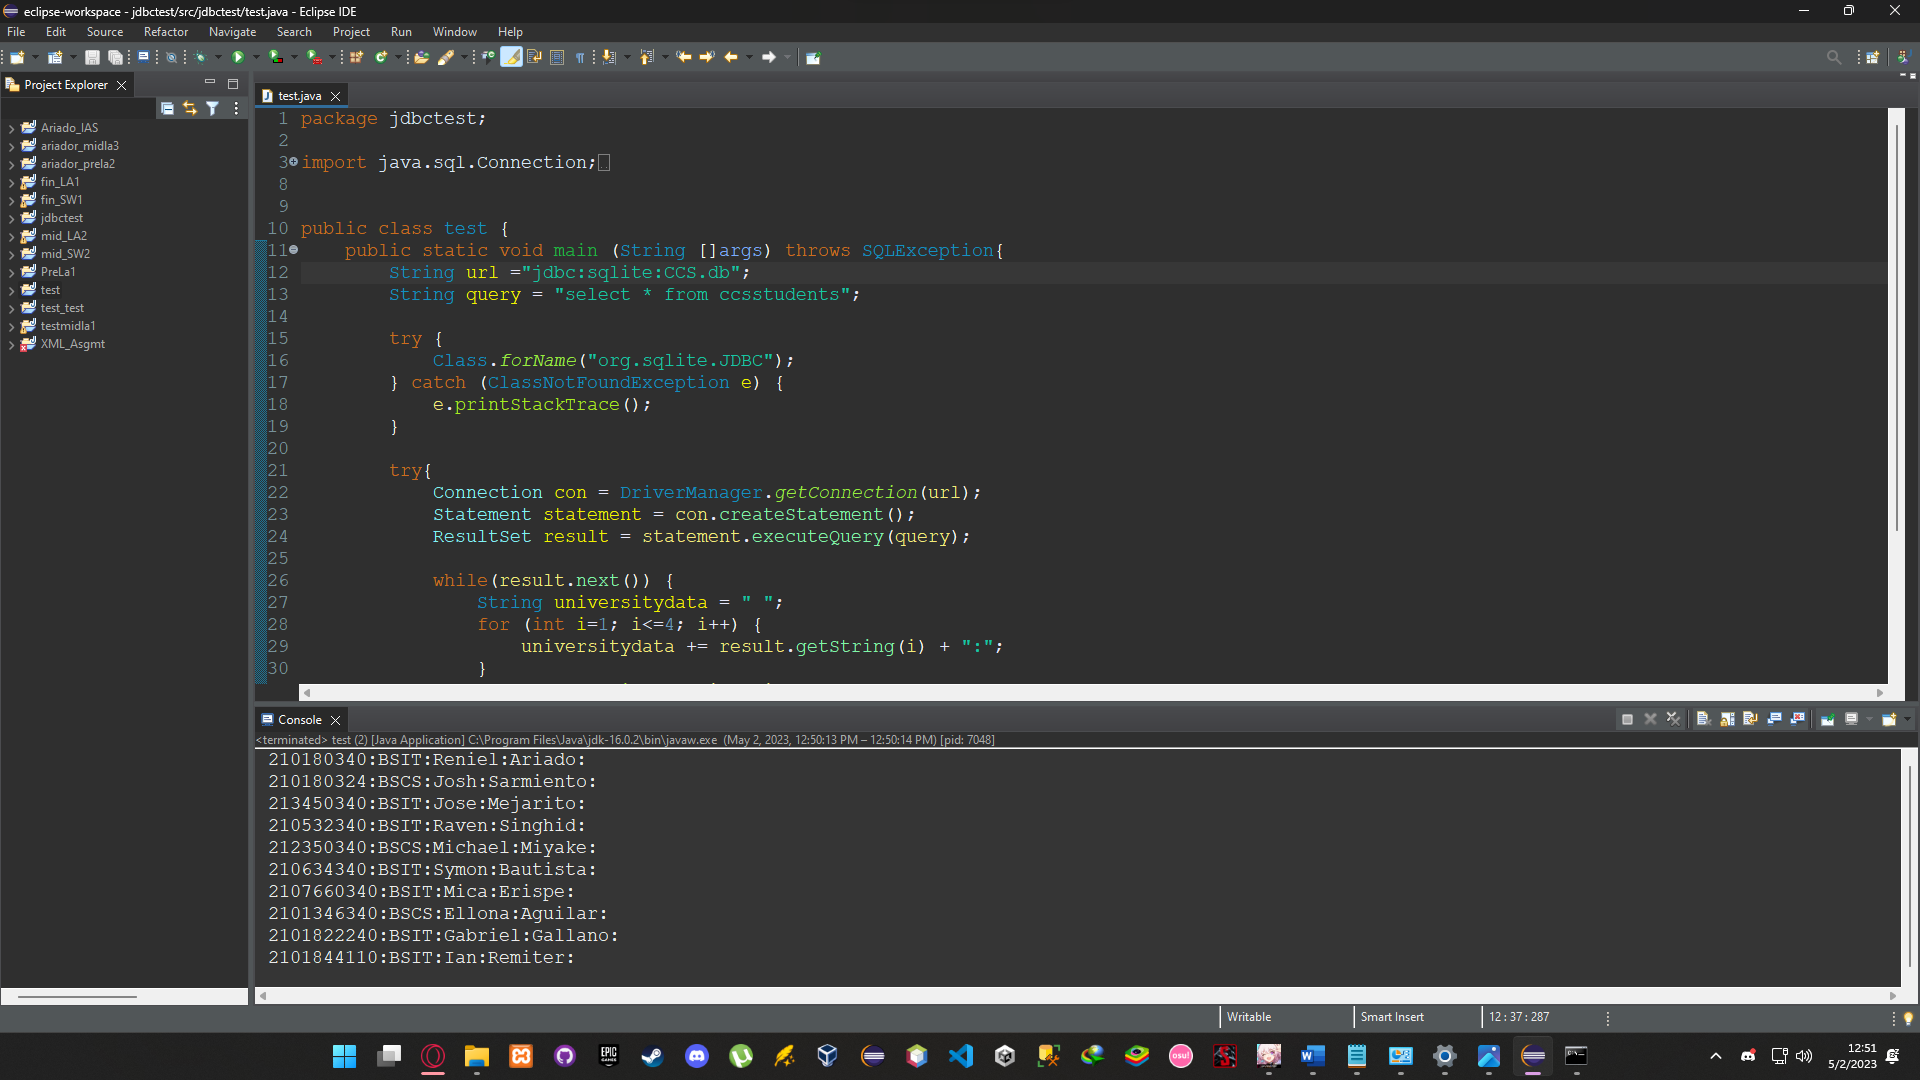 eclipse-workspace - jdbctest/src/jdbctest/test.java - Eclipse IDE
File Edit Source Refactor Navigate Search Project Run Window Help
Project Explorer
Ariado_IAS
ariador_midla3
ariador_prela2
fin_LA1
fin_SW1
jdbctest
mid_LA2
mid_SW2
PreLa1
test
test_test
testmidla1
XML_Asgmt
test.java
1 package jdbctest;
2
3 import java.sql.Connection;
8
9
10 public class test {
11 public static void main (String []args) throws SQLException{
12 String url ="jdbc:sqlite:CCS.db";
13 String query = "select * from ccsstudents";
14
15 try {
16 Class.forName("org.sqlite.JDBC");
17 } catch (ClassNotFoundException e) {
18 e.printStackTrace();
19 }
20
21 try{
22 Connection con = DriverManager.getConnection(url);
23 Statement statement = con.createStatement();
24 ResultSet result = statement.executeQuery(query);
25
26 while(result.next()) {
27 String universitydata = " ";
28 for (int i=1; i<=4; i++) {
29 universitydata += result.getString(i) + ":";
30 }
Console
<terminated> test (2) [Java Application] C:\Program Files\Java\jdk-16.0.2\bin\javaw.exe (May 2, 2023, 12:50:13 PM – 12:50:14 PM) [pid: 7048]
210180340:BSIT:Reniel:Ariado:
210180324:BSCS:Josh:Sarmiento:
213450340:BSIT:Jose:Mejarito:
210532340:BSIT:Raven:Singhid:
212350340:BSCS:Michael:Miyake:
210634340:BSIT:Symon:Bautista:
2107660340:BSIT:Mica:Erispe:
2101346340:BSCS:Ellona:Aguilar:
2101822240:BSIT:Gabriel:Gallano:
2101844110:BSIT:Ian:Remiter:
Writable Smart Insert 12 : 37 : 287
EPIC GAMES
osu!
12:51
5/2/2023